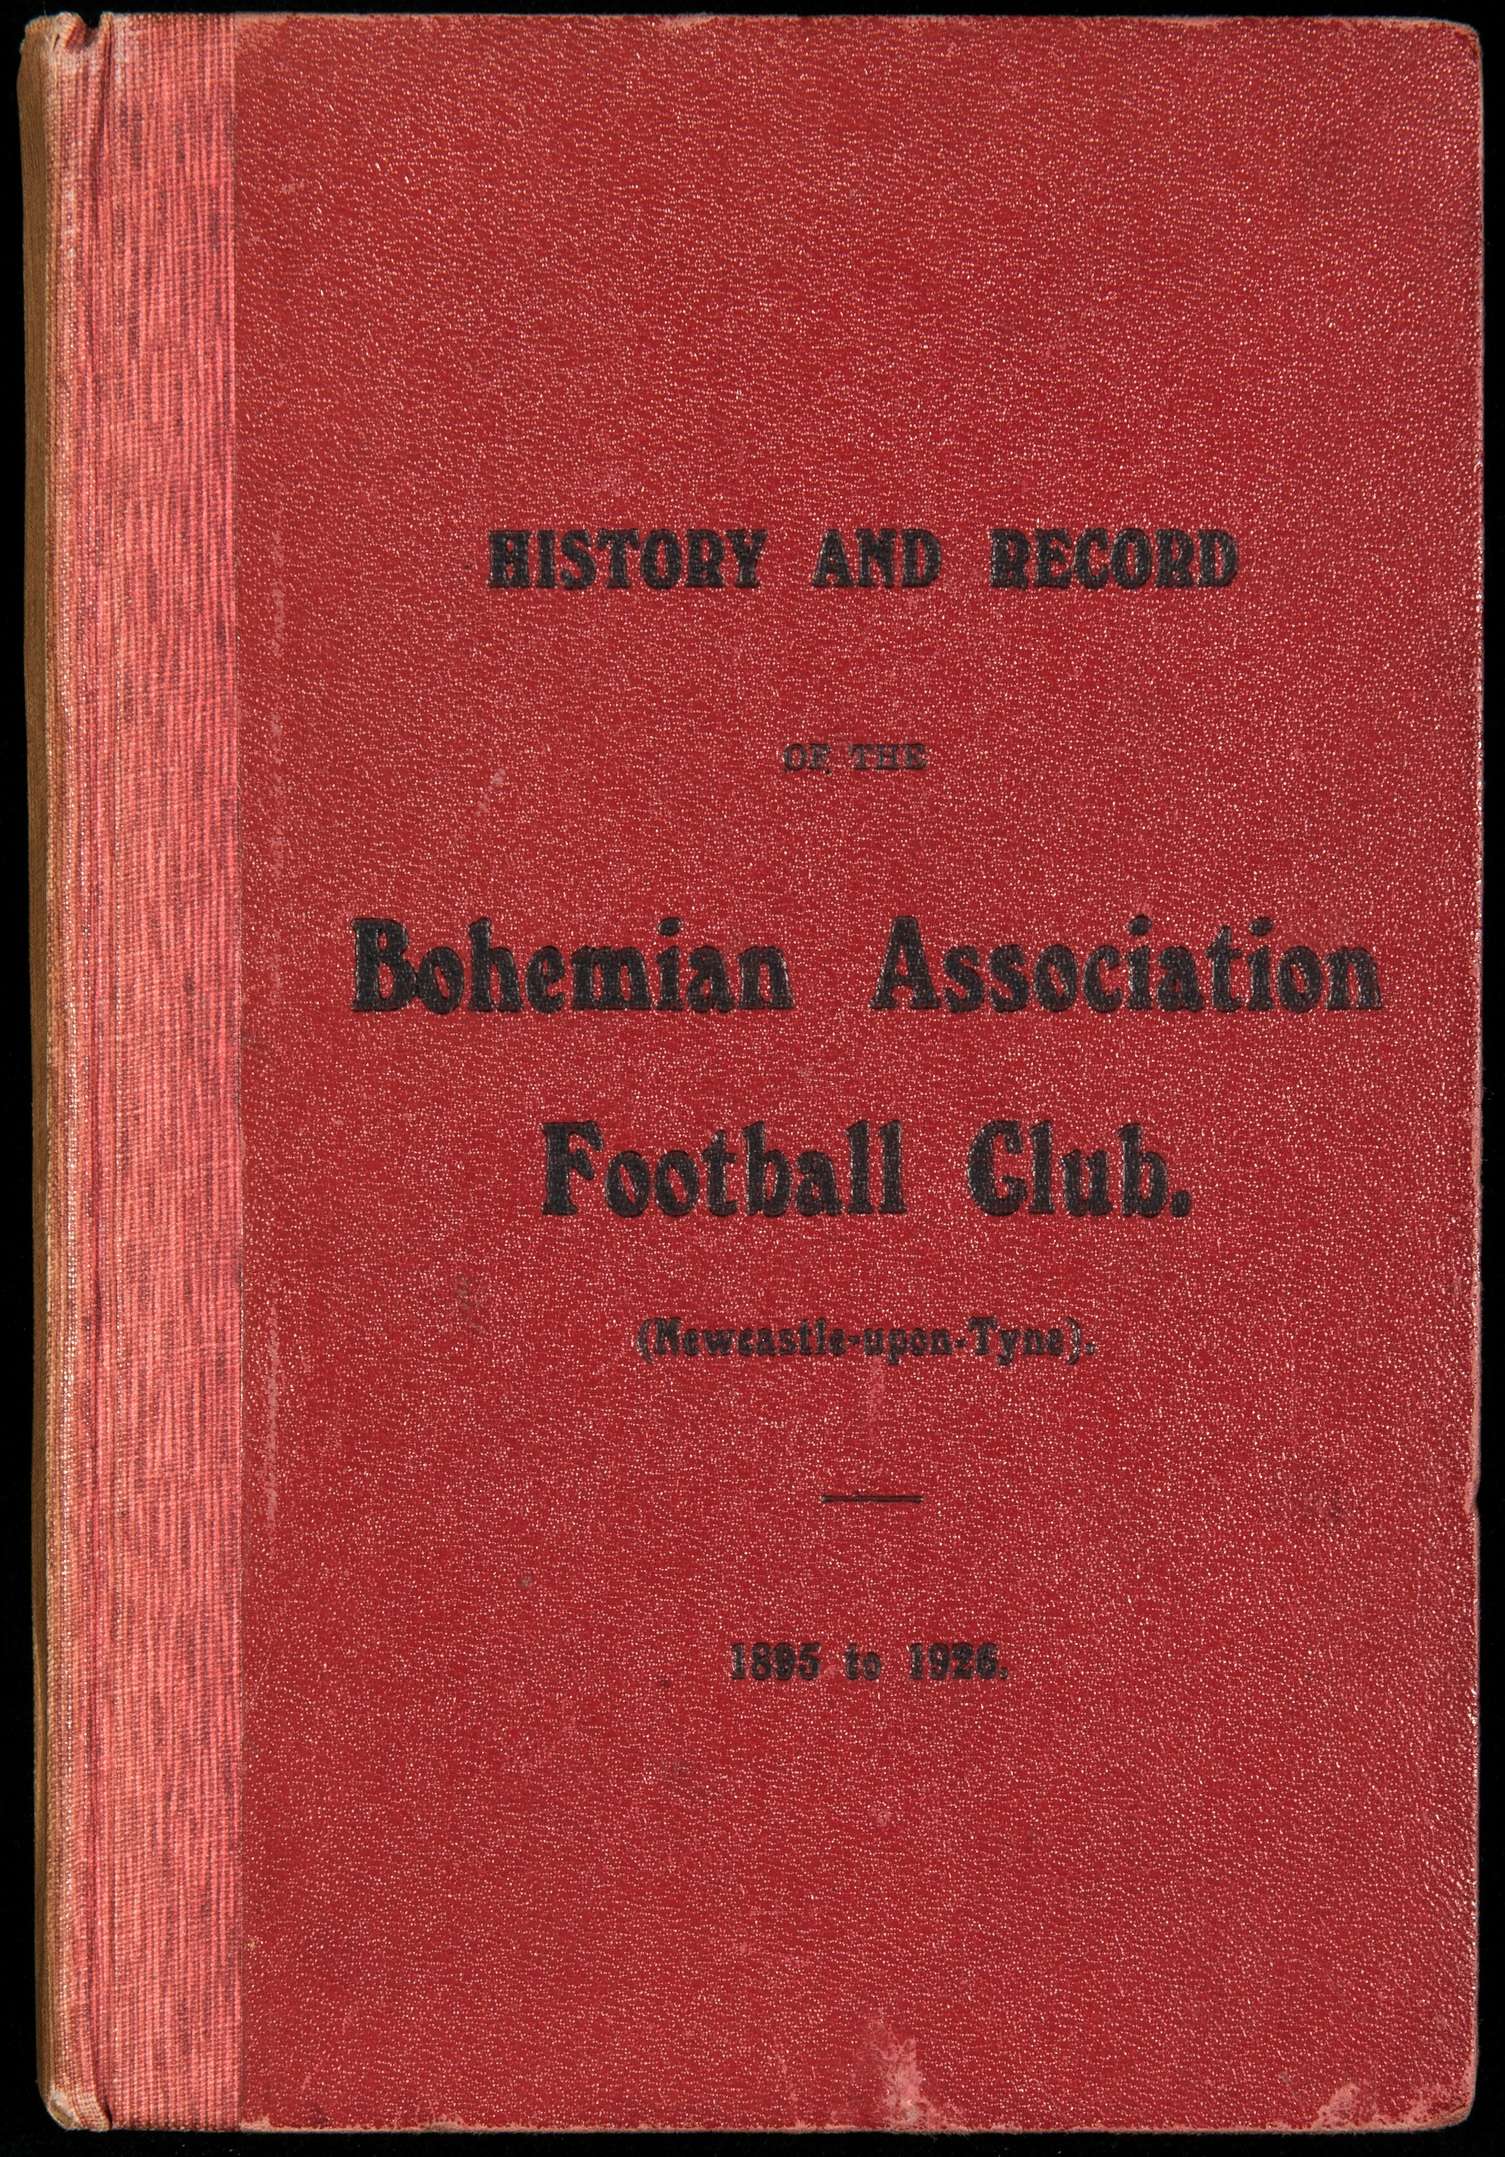 HISTORY AND RECORD
OF THE
Bohemian Association
Football Club.
(Newcastle-upon-Tyne).
1895 to 1926.